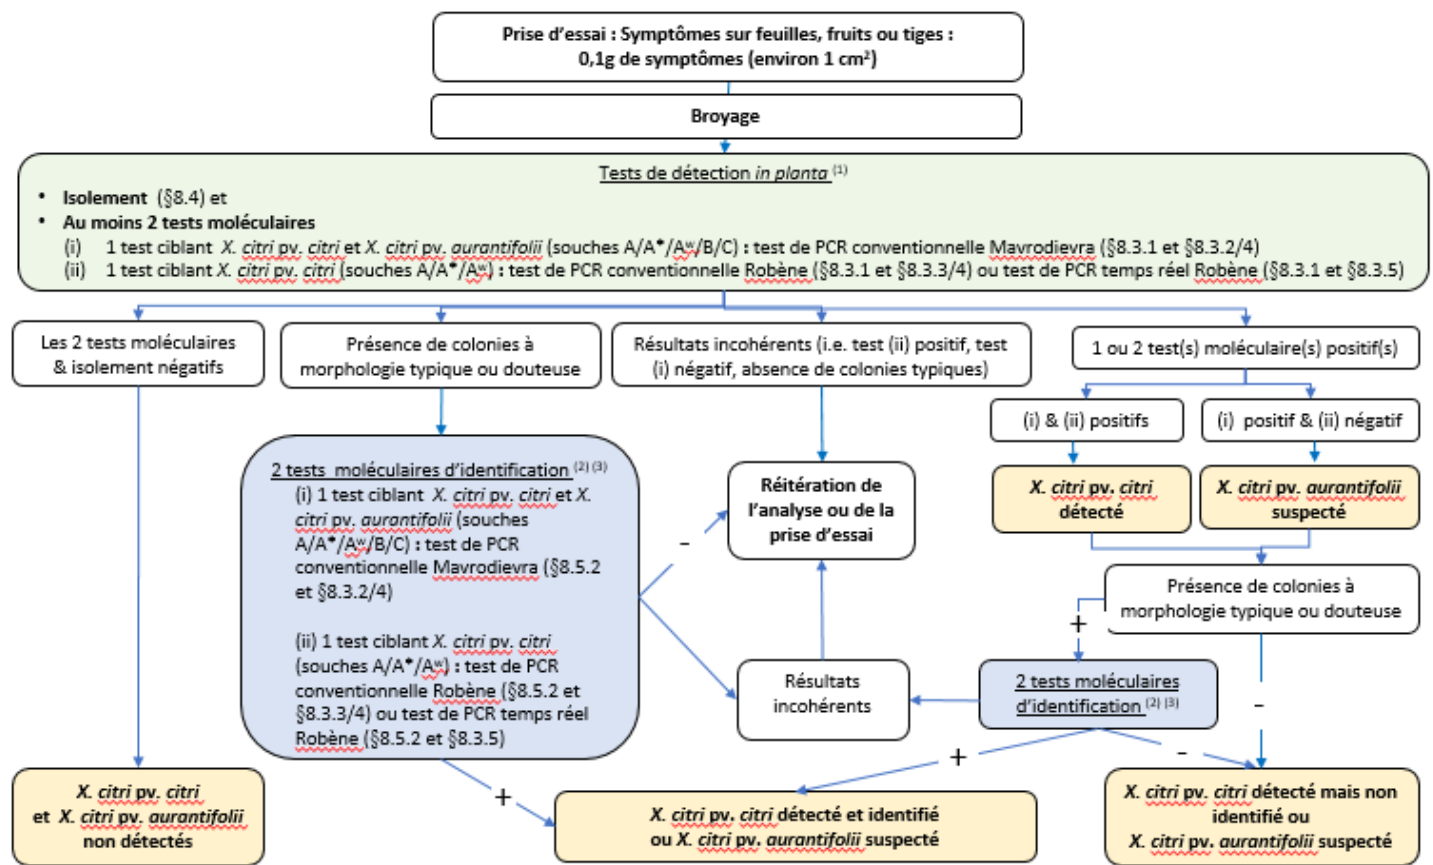 Prise d'essai : Symptômes sur feuilles, fruits ou tiges :
0,1g de symptômes (environ 1 cm²)
Broyage
Tests de détection in planta (1)
• Isolement (§8.4) et
• Au moins 2 tests moléculaires
(i) 1 test ciblant X. citri pv. citri et X. citri pv. aurantifolii (souches A/A*/Aʷ/B/C) : test de PCR conventionnelle Mavrodievra (§8.3.1 et §8.3.2/4)
(ii) 1 test ciblant X. citri pv. citri (souches A/A*/Aʷ) : test de PCR conventionnelle Robène (§8.3.1 et §8.3.3/4) ou test de PCR temps réel Robène (§8.3.1 et §8.3.5)
Les 2 tests moléculaires
& isolement négatifs
Présence de colonies à
morphologie typique ou douteuse
Résultats incohérents (i.e. test (ii) positif, test
(i) négatif, absence de colonies typiques)
1 ou 2 test(s) moléculaire(s) positif(s)
(i) & (ii) positifs
(i) positif & (ii) négatif
2 tests moléculaires d'identification (2) (3)
(i) 1 test ciblant X. citri pv. citri et X.
citri pv. aurantifolii (souches
A/A*/Aʷ/B/C) : test de PCR
conventionnelle Mavrodievra (§8.5.2
et §8.3.2/4)
(ii) 1 test ciblant X. citri pv. citri
(souches A/A*/Aʷ) : test de PCR
conventionnelle Robène (§8.5.2 et
§8.3.3/4) ou test de PCR temps réel
Robène (§8.5.2 et §8.3.5)
Réitération de
l'analyse ou de la
prise d'essai
X. citri pv. citri
détecté
X. citri pv. aurantifolii
suspecté
-
Présence de colonies à
morphologie typique ou douteuse
+
Résultats
incohérents
2 tests moléculaires
d'identification (2) (3)
-
+
-
+
X. citri pv. citri
et X. citri pv. aurantifolii
non détectés
X. citri pv. citri détecté et identifié
ou X. citri pv. aurantifolii suspecté
X. citri pv. citri détecté mais non
identifié ou
X. citri pv. aurantifolii suspecté